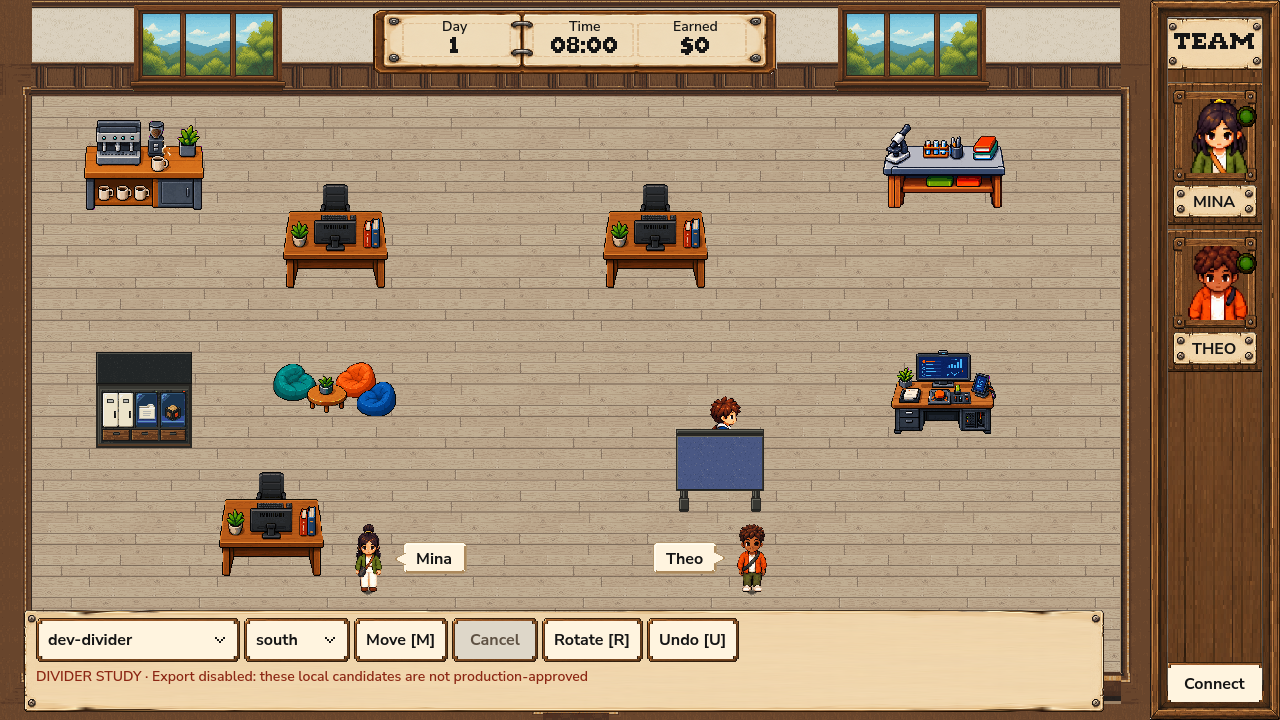 Day
1
Time
08:00
Earned
$0
TEAM
MINA
THEO
Mina
Theo
dev-divider
south
Move [M]
Cancel
Rotate [R]
Undo [U]
DIVIDER STUDY · Export disabled: these local candidates are not production-approved
Connect